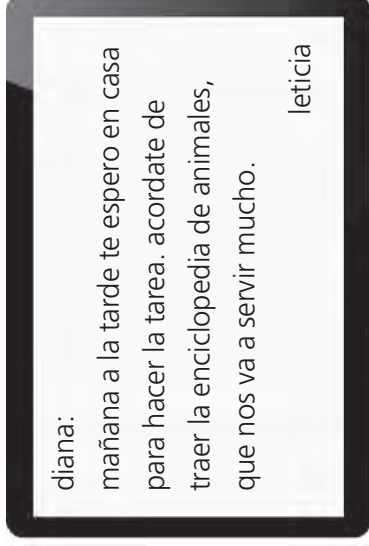 diana:
mañana a la tarde te espero en casa
para hacer la tarea. acordate de
traer la enciclopedia de animales,
que nos va a servir mucho.
leticia